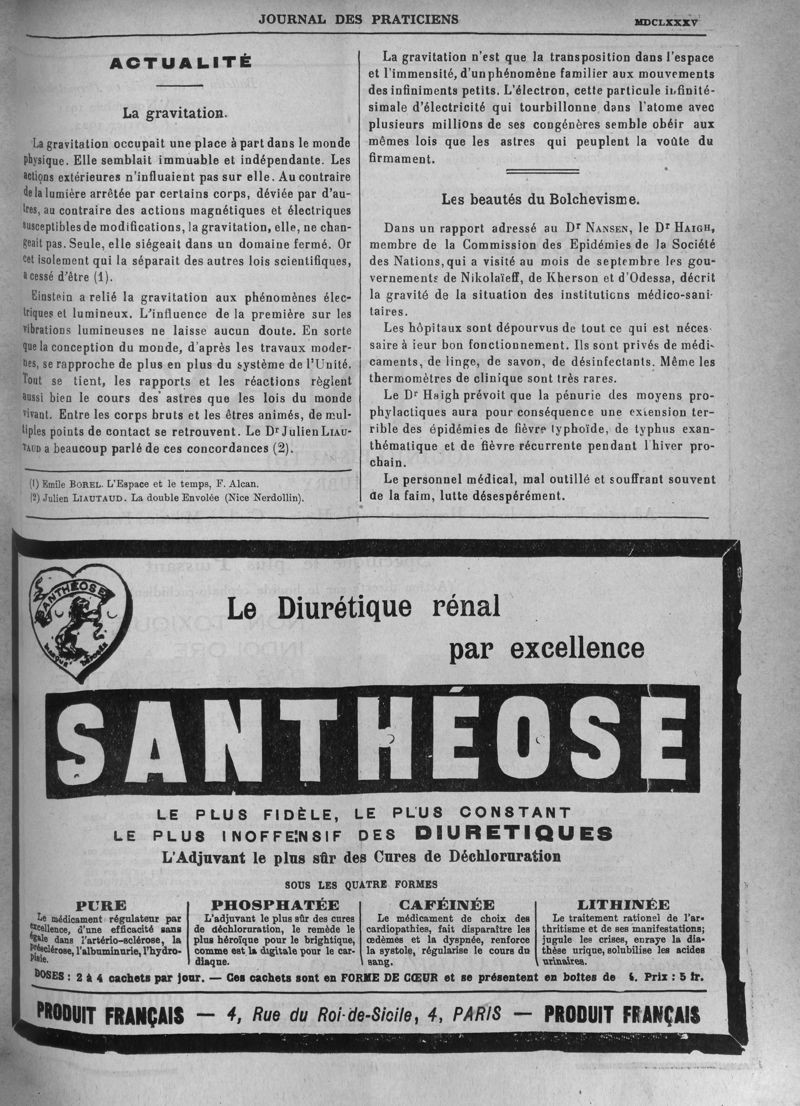 JOURNAL DES PRATICIENS
MDCLXXXV
ACTUALITÉ
La gravitation.
La gravitation occupait une place à part dans le monde
physique. Elle semblait immuable et indépendante. Les
actions extérieures n'influaient pas sur elle. Au contraire
de la lumière arrêtée par certains corps, déviée par d'au-
tres, au contraire des actions magnétiques et électriques
susceptibles de modifications, la gravitation, elle, ne chan-
geait pas. Seule, elle siégeait dans un domaine fermé. Or
cet isolement qui la séparait des autres lois scientifiques,
a cessé d'être (1).
Einstein a relié la gravitation aux phénomènes élec-
triques et lumineux. L'influence de la première sur les
vibrations lumineuses ne laisse aucun doute. En sorte
que la conception du monde, d'après les travaux moder-
nes, se rapproche de plus en plus du système de l'Unité.
Tout se tient, les rapports et les réactions règlent
aussi bien le cours des astres que les lois du monde
vivant. Entre les corps bruts et les êtres animés, de mul-
tiples points de contact se retrouvent. Le Dr Julien LIAU-
TAUD a beaucoup parlé de ces concordances (2).
(1) Emile BOREL. L'Espace et le temps, F. Alcan.
(2) Julien LIAUTAUD. La double Envolée (Nice Nerdollin).
La gravitation n'est que la transposition dans l'espace
et l'immensité, d'un phénomène familier aux mouvements
des infiniments petits. L'électron, cette particule infinité-
simale d'électricité qui tourbillonne dans l'atome avec
plusieurs millions de ses congénères semble obéir aux
mêmes lois que les astres qui peuplent la voûte du
firmament.
Les beautés du Bolchevisme.
Dans un rapport adressé au Dr NANSEN, le Dr HAIGH,
membre de la Commission des Epidémies de la Société
des Nations, qui a visité au mois de septembre les gou-
vernements de Nikolaïeff, de Kherson et d'Odessa, décrit
la gravité de la situation des institutions médico-sani-
taires.
Les hôpitaux sont dépourvus de tout ce qui est néces-
saire à leur bon fonctionnement. Ils sont privés de médi-
caments, de linge, de savon, de désinfectants. Même les
thermomètres de clinique sont très rares.
Le Dr Haigh prévoit que la pénurie des moyens pro-
phylactiques aura pour conséquence une extension ter-
rible des épidémies de fièvre typhoïde, de typhus exan-
thématique et de fièvre récurrente pendant l'hiver pro-
chain.
Le personnel médical, mal outillé et souffrant souvent
de la faim, lutte désespérément.
SANTHÉOSE
Marque déposée
Le Diurétique rénal
par excellence
SANTHÉOSE
LE PLUS FIDÈLE, LE PLUS CONSTANT
LE PLUS INOFFENSIF DES DIURETIQUES
L'Adjuvant le plus sûr des Cures de Déchloruration
SOUS LES QUATRE FORMES
PURE
Le médicament régulateur par
excellence, d'une efficacité sans
égale dans l'artério-sclérose, la
présclérose, l'albuminurie, l'hydro-
pisie.
PHOSPHATÉE
L'adjuvant le plus sûr des cures
de déchloruration, le remède le
plus héroïque pour le brightique,
comme est la digitale pour le car-
diaque.
CAFÉINÉE
Le médicament de choix des
cardiopathies, fait disparaître les
œdèmes et la dyspnée, renforce
la systole, régularise le cours du
sang.
LITHINÉE
Le traitement rationel de l'ar-
thritisme et de ses manifestations;
jugule les crises, enraye la dia-
thèse urique, solubilise les acides
urinaires.
DOSES : 2 à 4 cachets par jour. — Ces cachets sont en FORME DE CŒUR et se présentent en boîtes de Prix : 5 fr.
PRODUIT FRANÇAIS — 4, Rue du Roi-de-Sicile, 4, PARIS — PRODUIT FRANÇAIS